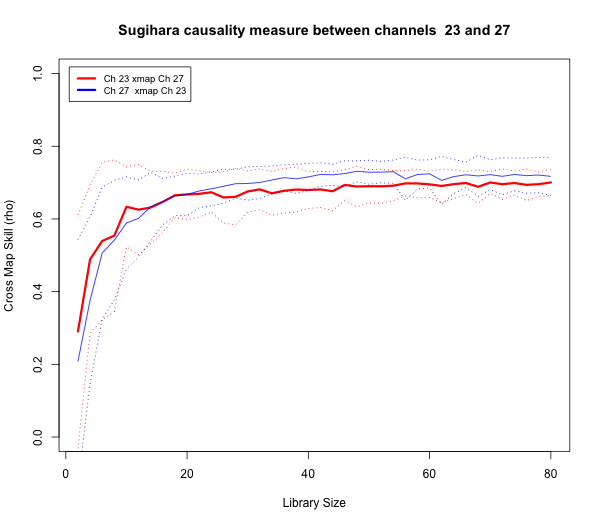 Sugihara causality measure between channels  23 and 27
Ch 23 xmap Ch 27
Ch 27  xmap Ch 23
Cross Map Skill (rho)
1.0
0.8
0.6
0.4
0.2
0.0
0 20 40 60 80
Library Size